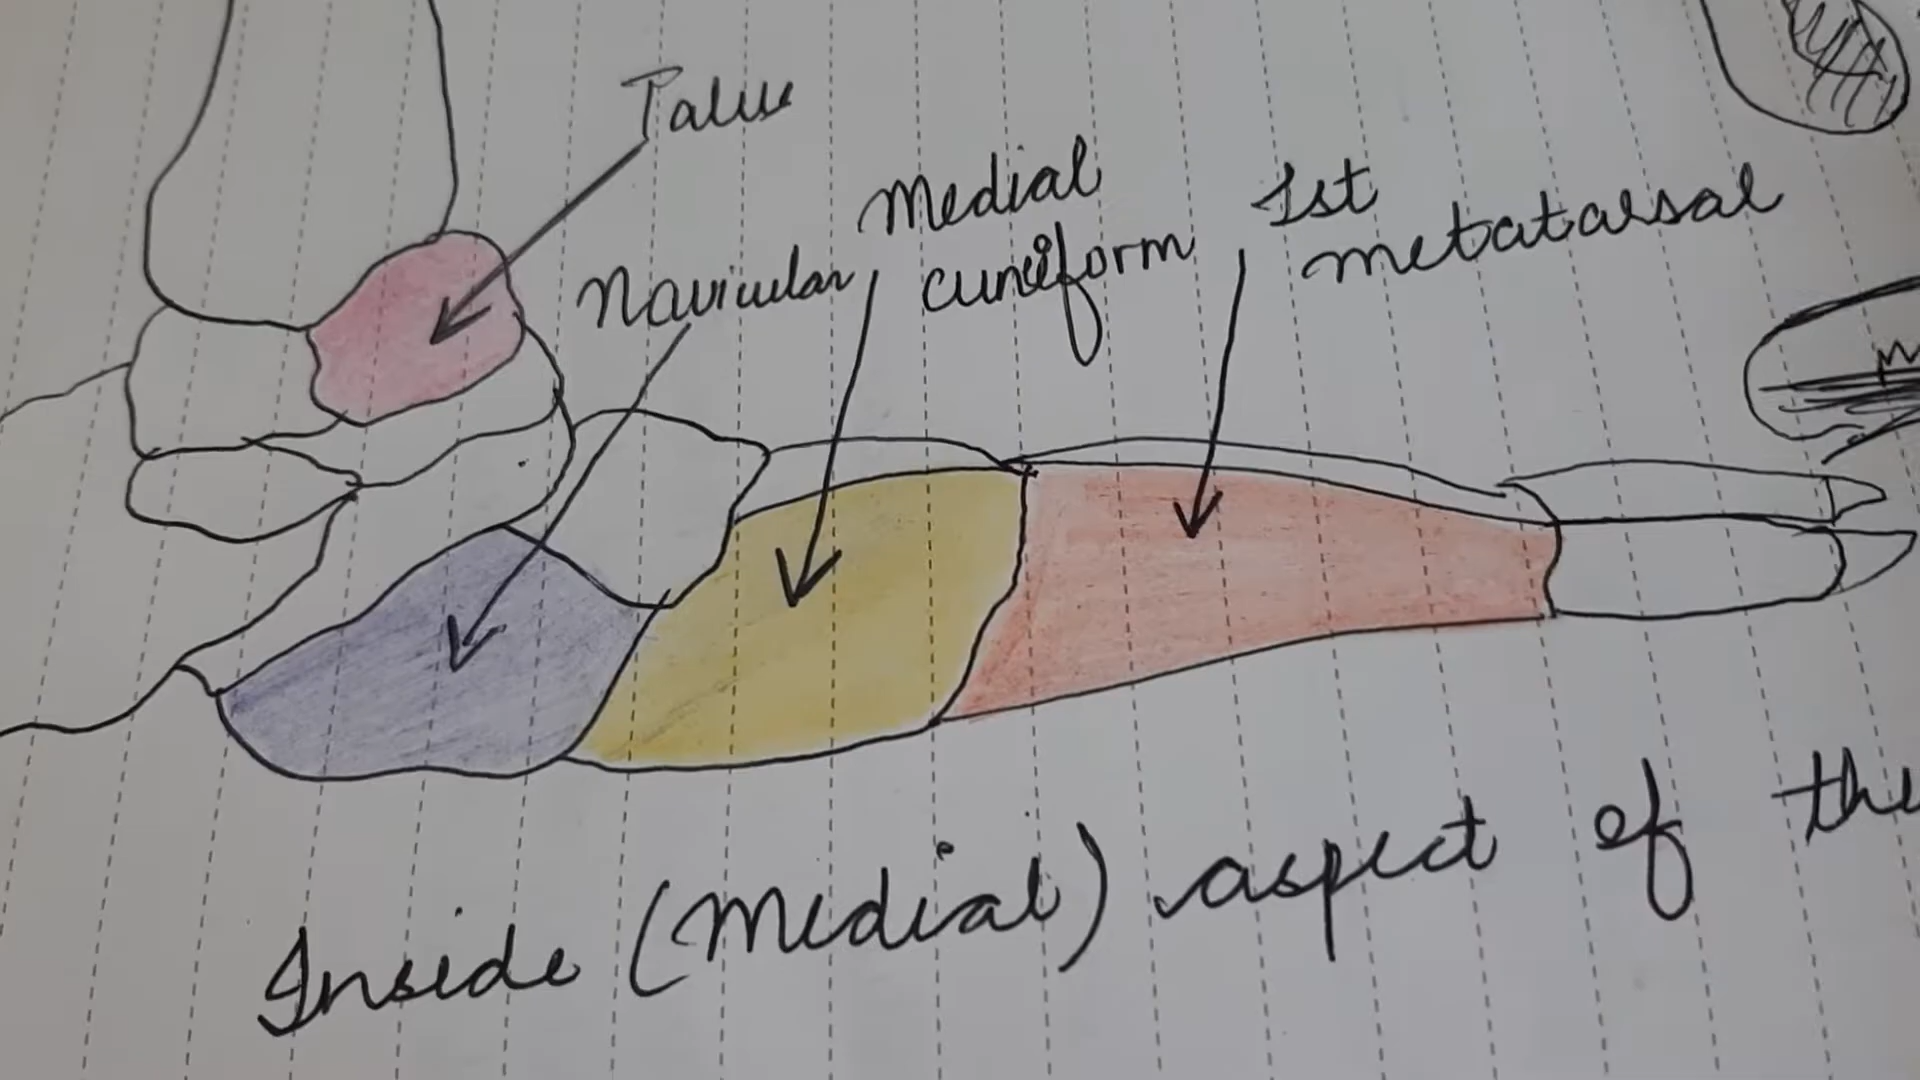 Talus
Navicular
Medial
cuneiform
1st
metatarsal
Inside (Medial) aspect of the